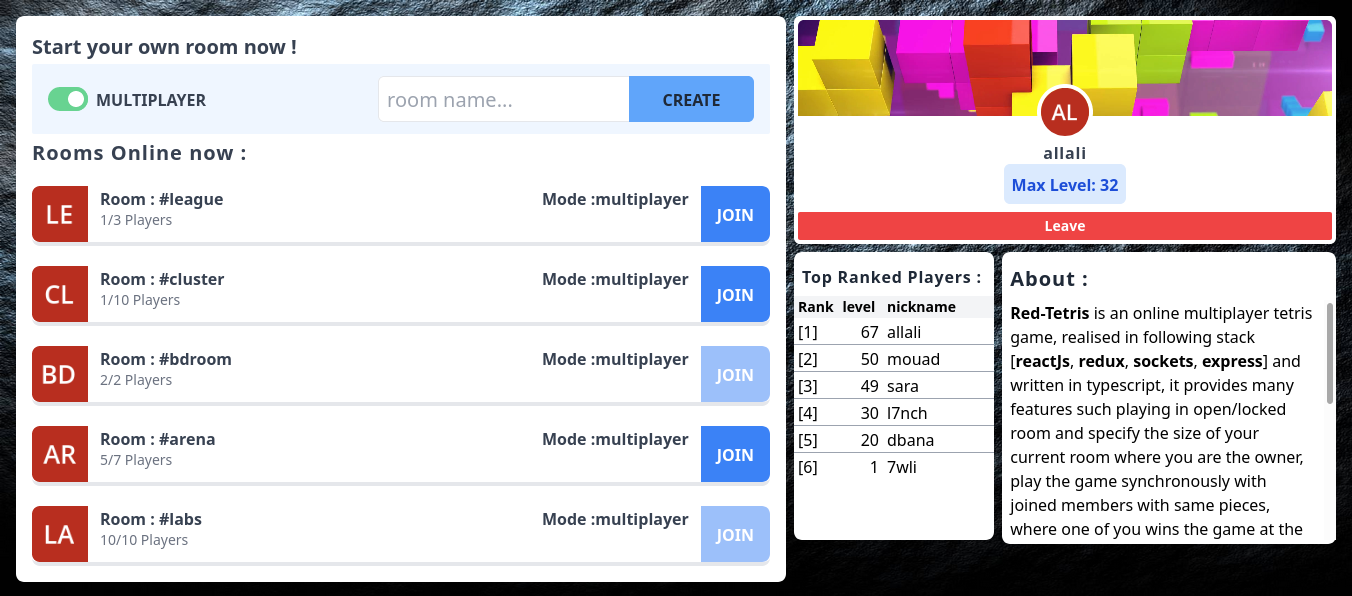 Start your own room now !
MULTIPLAYER
room name...
CREATE
Rooms Online now :
LE
Room : #league
1/3 Players
Mode :multiplayer
JOIN
CL
Room : #cluster
1/10 Players
Mode :multiplayer
JOIN
BD
Room : #bdroom
2/2 Players
Mode :multiplayer
JOIN
AR
Room : #arena
5/7 Players
Mode :multiplayer
JOIN
LA
Room : #labs
10/10 Players
Mode :multiplayer
JOIN
AL
allali
Max Level: 32
Leave
Top Ranked Players :
Rank level nickname
[1] 67 allali
[2] 50 mouad
[3] 49 sara
[4] 30 l7nch
[5] 20 dbana
[6] 1 7wli
About :
Red-Tetris is an online multiplayer tetris
game, realised in following stack
[reactJs, redux, sockets, express] and
written in typescript, it provides many
features such playing in open/locked
room and specify the size of your
current room where you are the owner,
play the game synchronously with
joined members with same pieces,
where one of you wins the game at the